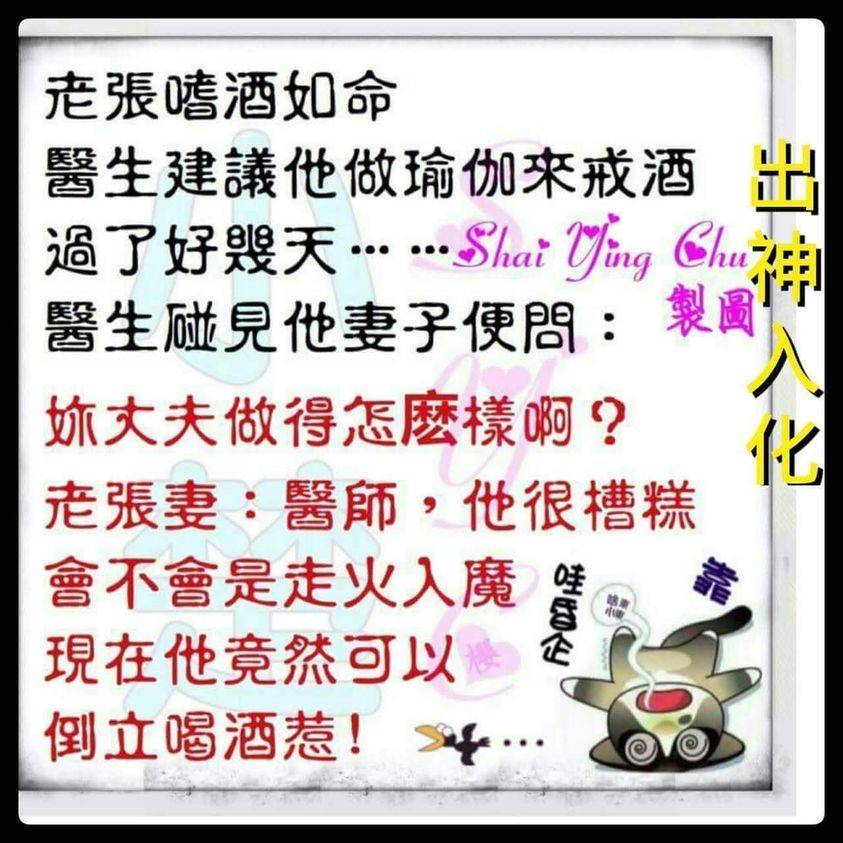 老張嗜酒如命
醫生建議他做瑜伽來戒酒
過了好幾天⋯⋯
Shai Ying Chu
製圖
醫生碰見他妻子便問：
妳丈夫做得怎麼樣啊？
老張妻：醫師，他很糟糕
會不會是走火入魔
現在他竟然可以
倒立喝酒惹!
...
出神入化
哇昏企
靠
小楚
SYC